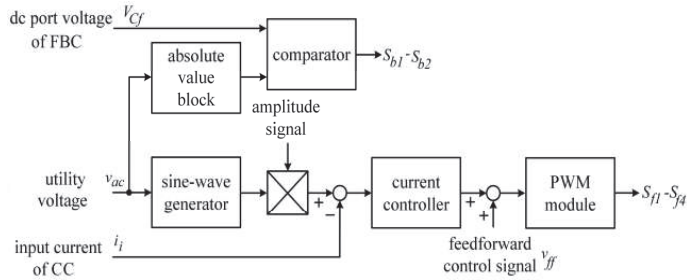 dc port voltage V_Cf
of FBC
absolute
value
block
comparator
S_b1-S_b2
amplitude
signal
utility
voltage
v_ac
sine-wave
generator
+
−
current
controller
+
+
PWM
module
S_f1-S_f4
input current
of CC
i_i
feedforward
control signal v_ff